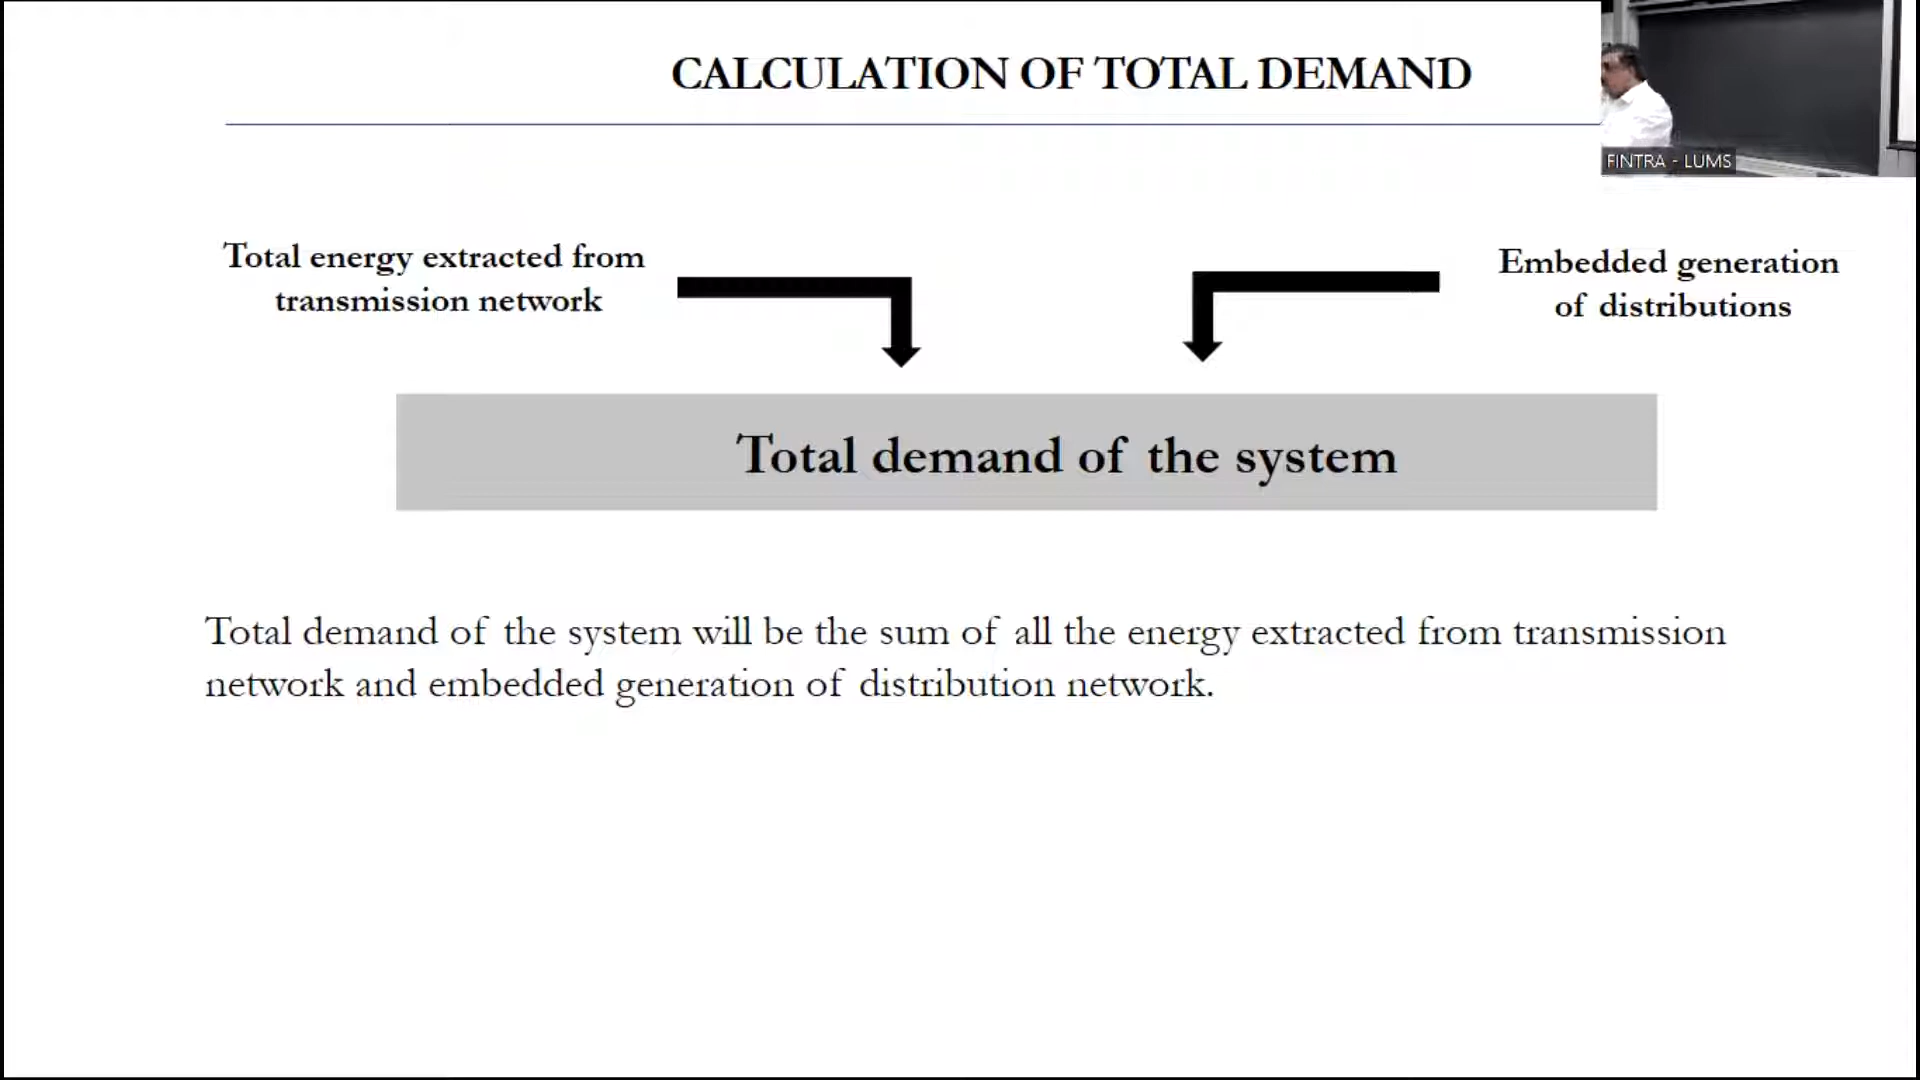 CALCULATION OF TOTAL DEMAND
FINTRA - LUMS
Total energy extracted from
transmission network
Embedded generation
of distributions
Total demand of the system
Total demand of the system will be the sum of all the energy extracted from transmission
network and embedded generation of distribution network.